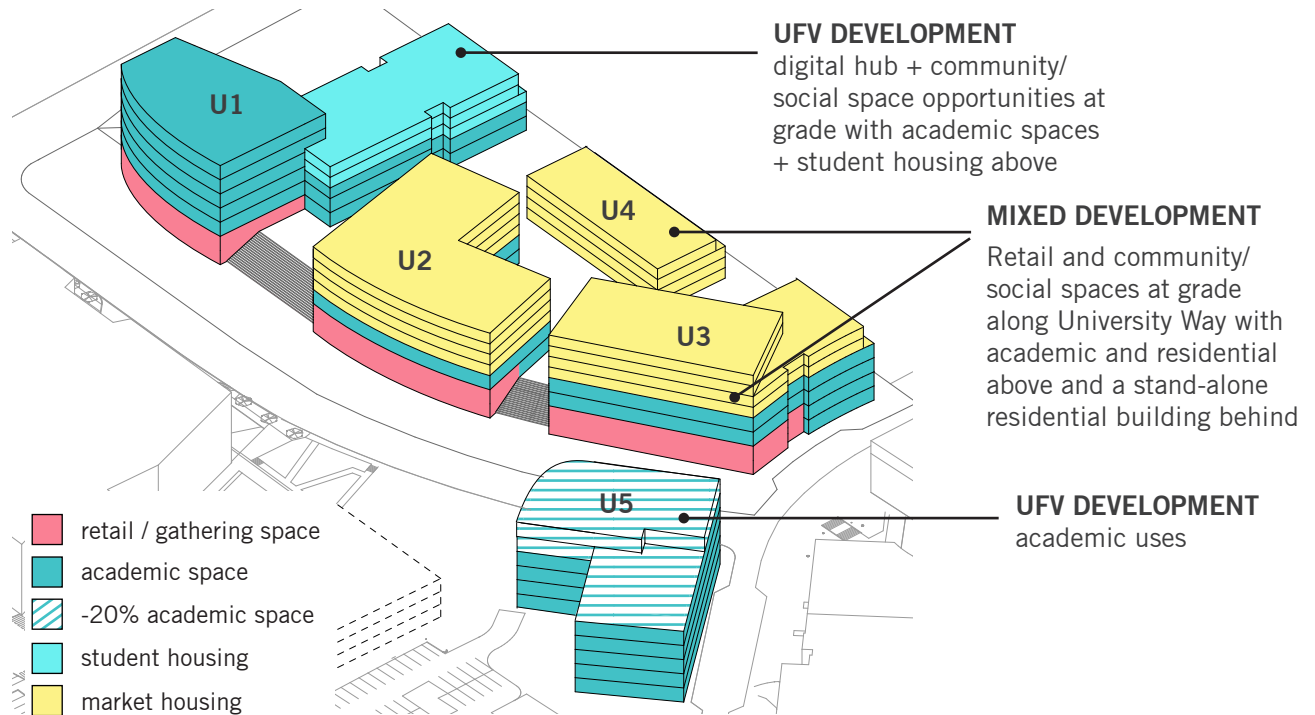 UFV DEVELOPMENT
digital hub + community/
social space opportunities at
grade with academic spaces
+ student housing above
U1
U4
U2
MIXED DEVELOPMENT
Retail and community/
social spaces at grade
along University Way with
academic and residential
above and a stand-alone
residential building behind
U3
U5
UFV DEVELOPMENT
academic uses
retail / gathering space
academic space
-20% academic space
student housing
market housing